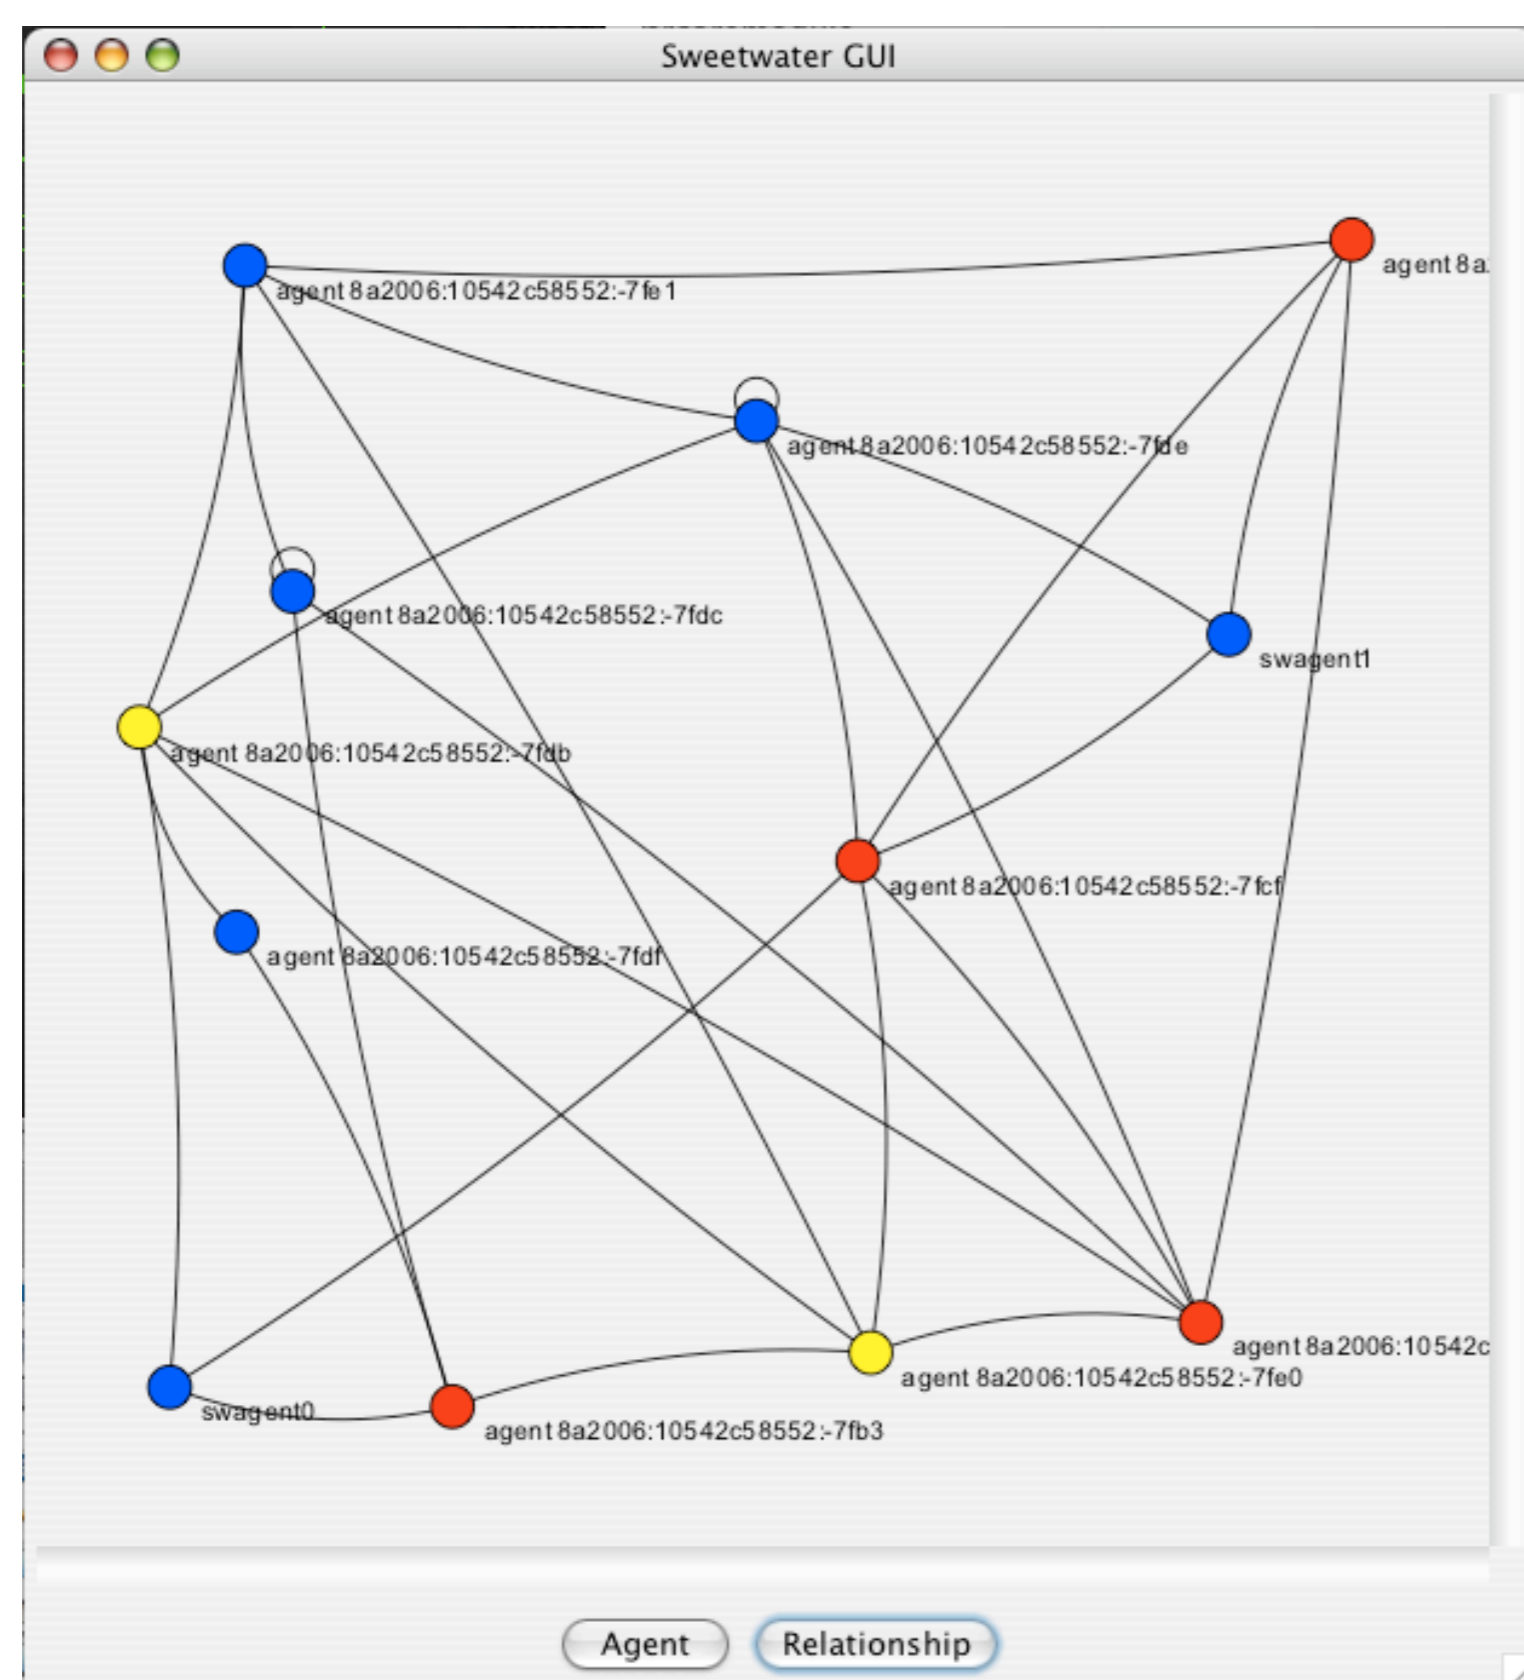 Sweetwater GUI
agent 8a
agent 8a2006:10542c58552:-7fe1
agent 8a2006:10542c58552:-7fde
agent 8a2006:10542c58552:-7fdc
swagent1
agent 8a2006:10542c58552:-7fdb
agent 8a2006:10542c58552:-7fcf
agent 8a2006:10542c58552:-7fdf
agent 8a2006:10542c
agent 8a2006:10542c58552:-7fe0
swagent0
agent 8a2006:10542c58552:-7fb3
Agent
Relationship